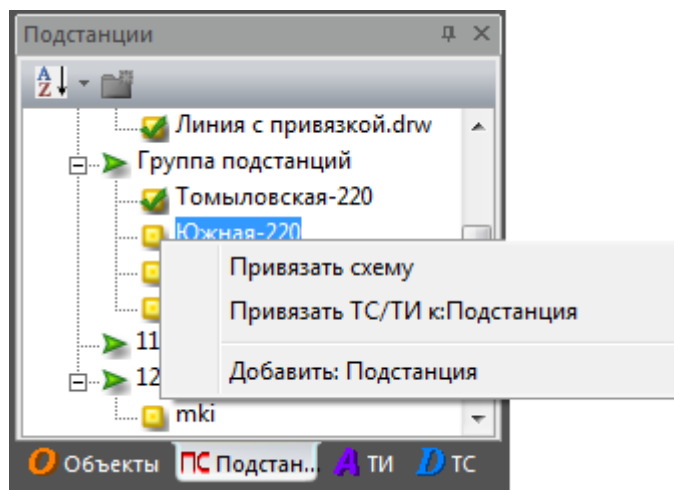 Подстанции
Линия с привязкой.drw
Группа подстанций
Томыловская-220
Южная-220
Привязать схему
Привязать ТС/ТИ к:Подстанция
11
12
Добавить: Подстанция
mki
Объекты ПС Подстан... А ТИ D ТС